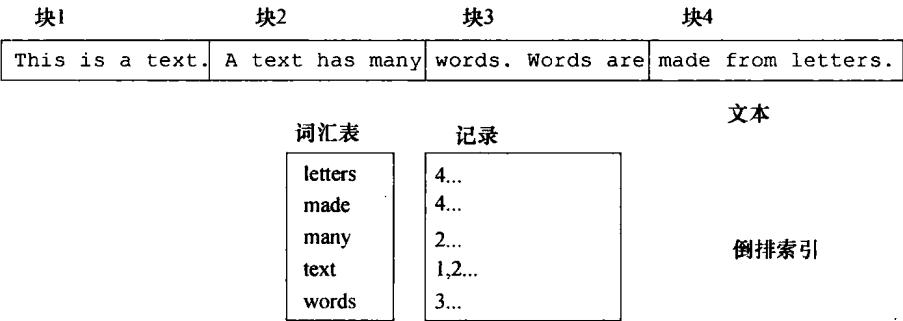 块1 块2 块3 块4
This is a text. A text has many words. Words are made from letters.
文本
词汇表 记录
letters 4...
made 4...
many 2...
text 1,2...
words 3...
倒排索引